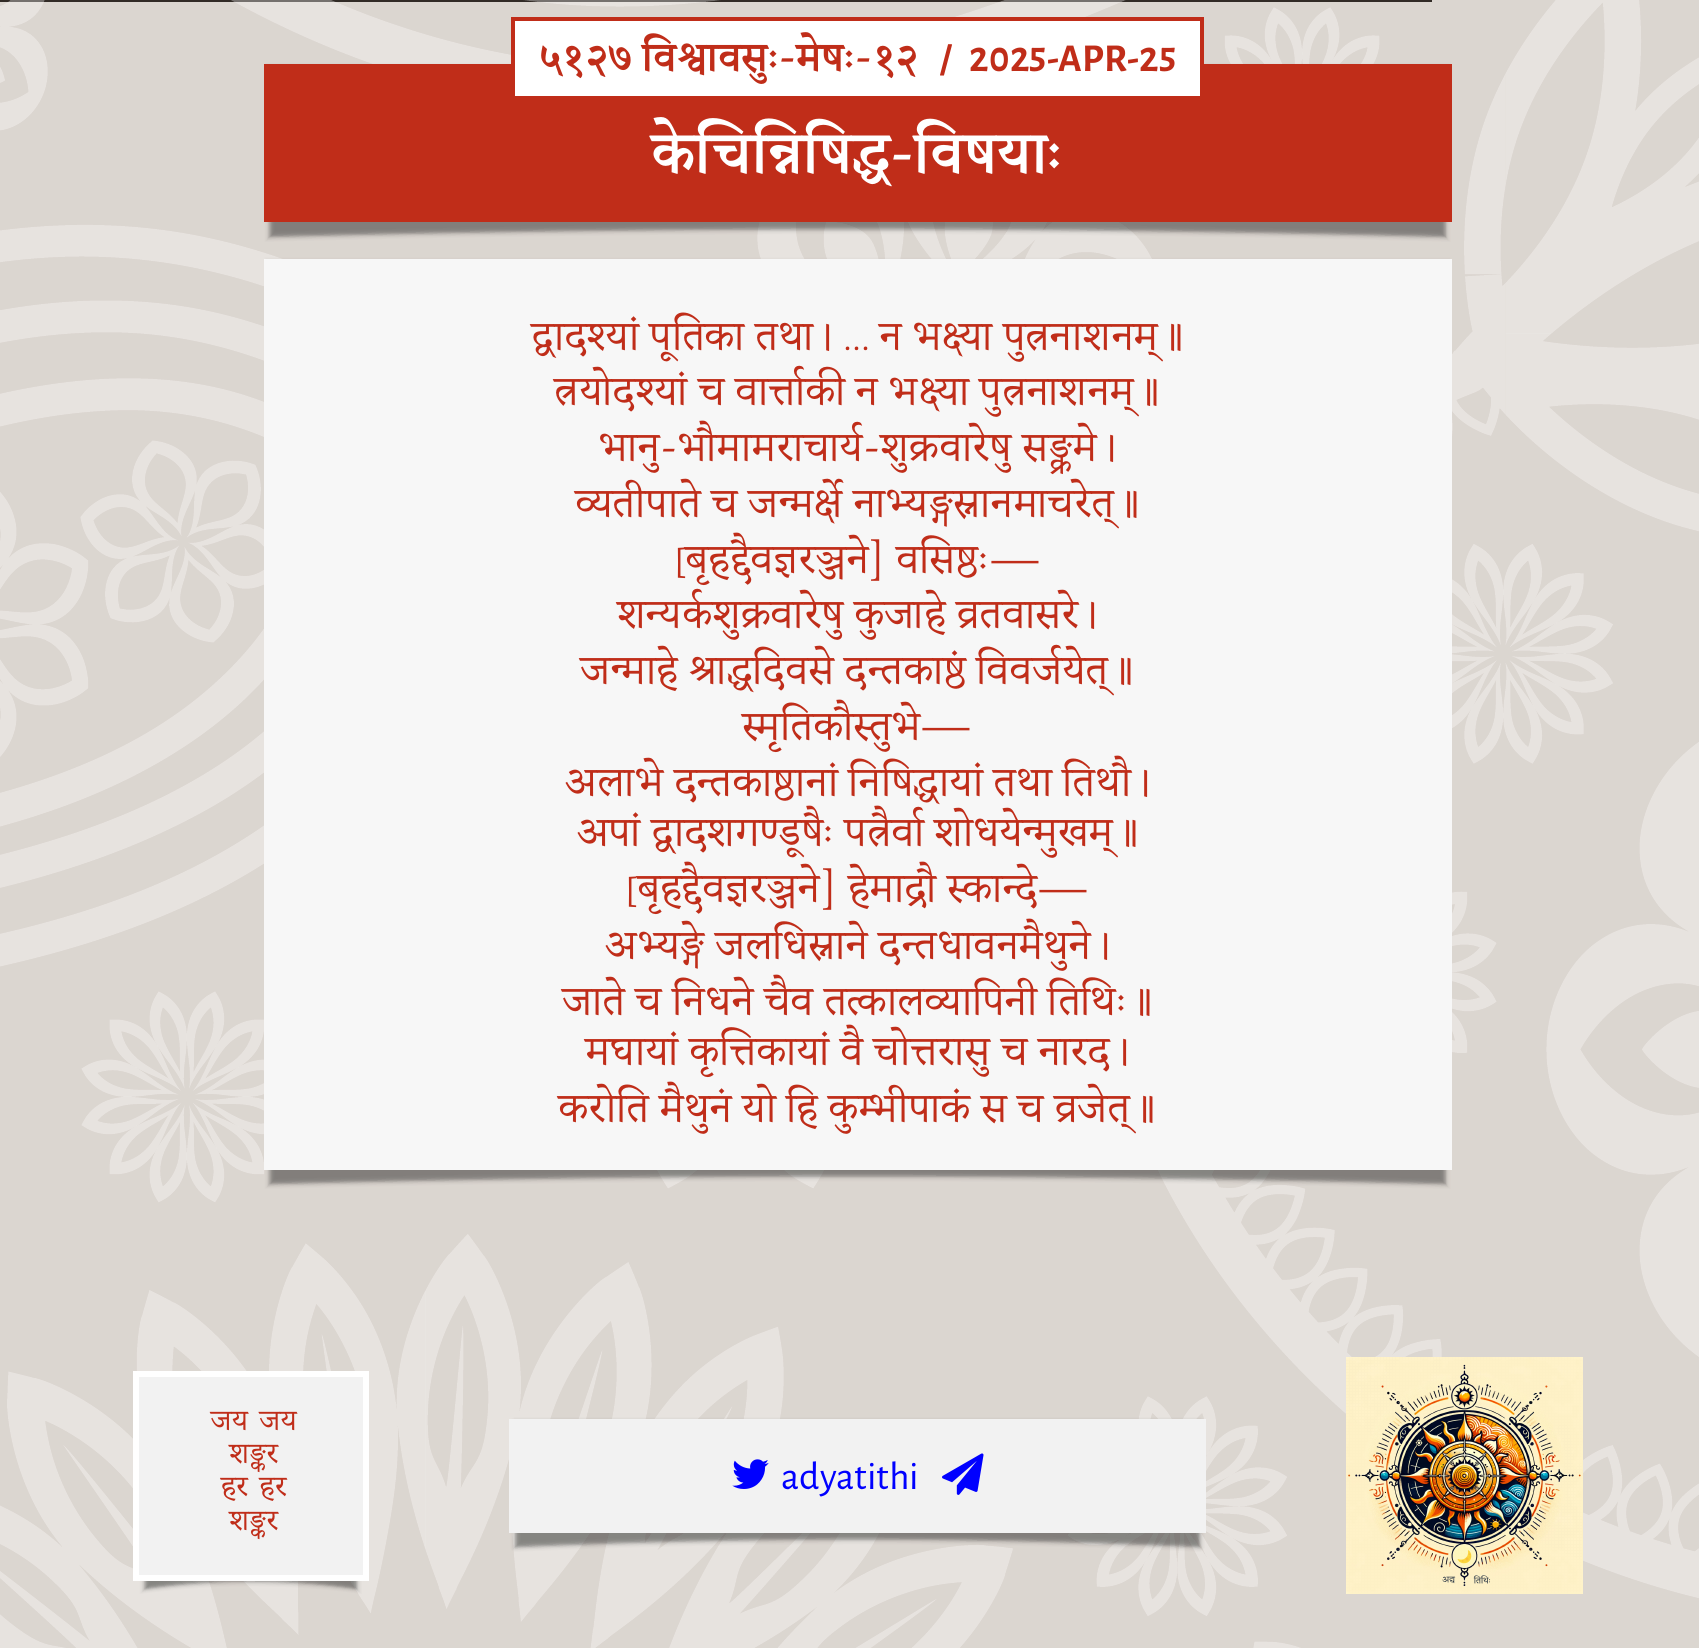 ५१२७ विश्वावसुः-मेषः-१२ / 2025-APR-25
केचिन्निषिद्ध-विषयाः
द्वादश्यां पूतिका तथा । … न भक्ष्या पुत्रनाशनम् ॥
त्रयोदश्यां च वार्त्ताकी न भक्ष्या पुत्रनाशनम् ॥
भानु-भौमामराचार्य-शुक्रवारेषु सङ्क्रमे ।
व्यतीपाते च जन्मर्क्षे नाभ्यङ्गस्नानमाचरेत् ॥
[बृहद्दैवज्ञरञ्जने] वसिष्ठः—
शन्यर्कशुक्रवारेषु कुजाहे व्रतवासरे ।
जन्माहे श्राद्धदिवसे दन्तकाष्ठं विवर्जयेत् ॥
स्मृतिकौस्तुभे—
अलाभे दन्तकाष्ठानां निषिद्धायां तथा तिथौ ।
अपां द्वादशगण्डूषैः पत्रैर्वा शोधयेन्मुखम् ॥
[बृहद्दैवज्ञरञ्जने] हेमाद्रौ स्कान्दे—
अभ्यङ्गे जलधिस्नाने दन्तधावनमैथुने ।
जाते च निधने चैव तत्कालव्यापिनी तिथिः ॥
मघायां कृत्तिकायां वै चोत्तरासु च नारद ।
करोति मैथुनं यो हि कुम्भीपाकं स च व्रजेत् ॥
जय जय
शङ्कर
हर हर
शङ्कर
adyatithi
अद्य तिथिः